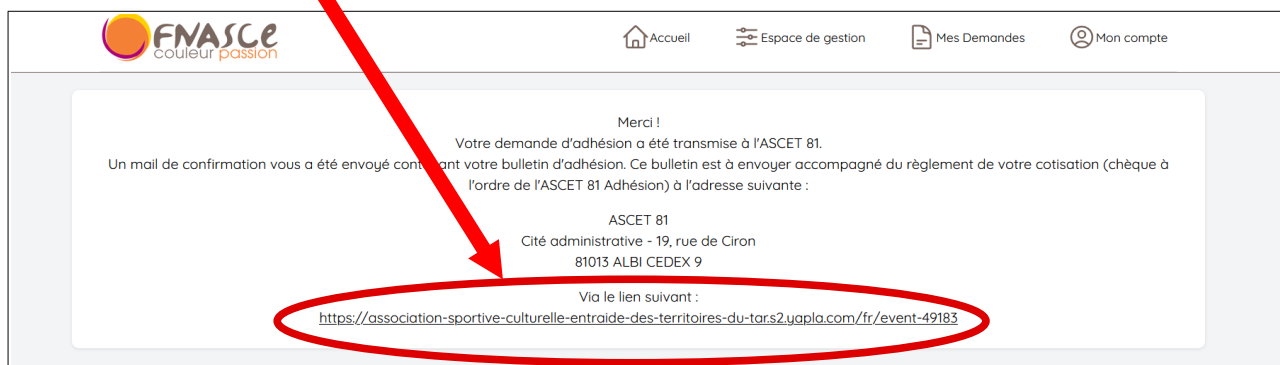 FNASCE
couleur passion
Accueil
Espace de gestion
Mes Demandes
Mon compte
Merci !
Votre demande d'adhésion a été transmise à l'ASCET 81.
Un mail de confirmation vous a été envoyé contenant votre bulletin d'adhésion. Ce bulletin est à envoyer accompagné du règlement de votre cotisation (chèque à
l'ordre de l'ASCET 81 Adhésion) à l'adresse suivante :
ASCET 81
Cité administrative - 19, rue de Ciron
81013 ALBI CEDEX 9
Via le lien suivant :
https://association-sportive-culturelle-entraide-des-territoires-du-tar.s2.yapla.com/fr/event-49183